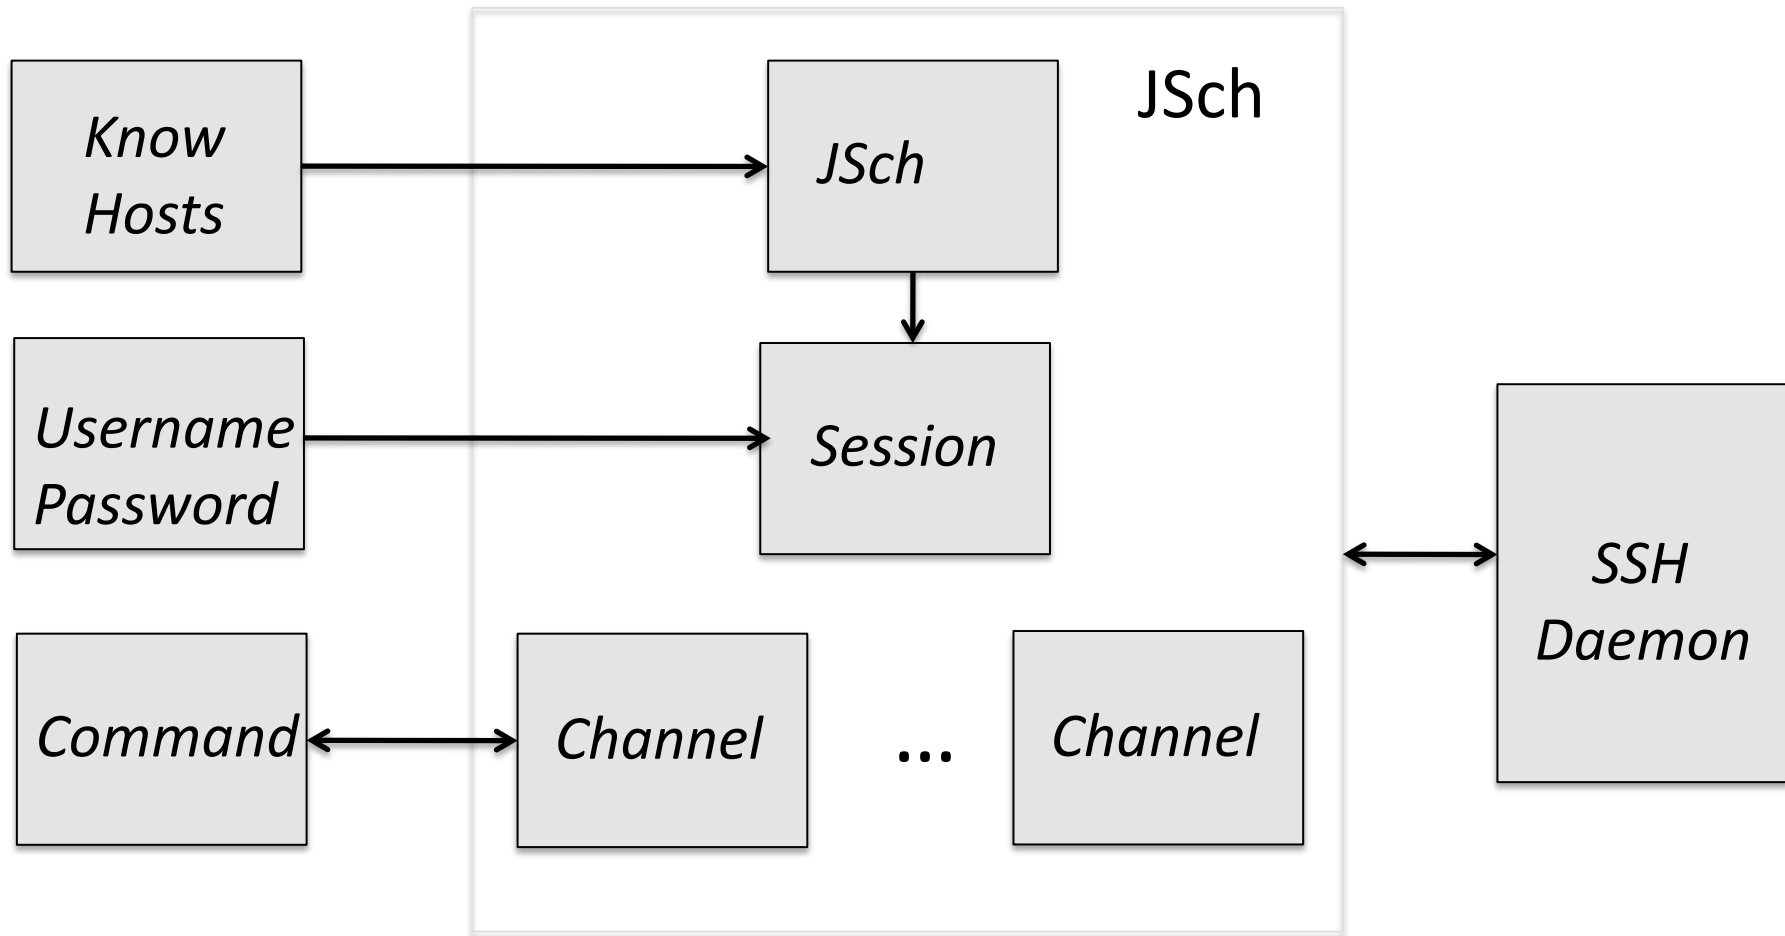 JSch
Know
Hosts
JSch
Username
Password
Session
SSH
Daemon
Command
Channel
...
Channel